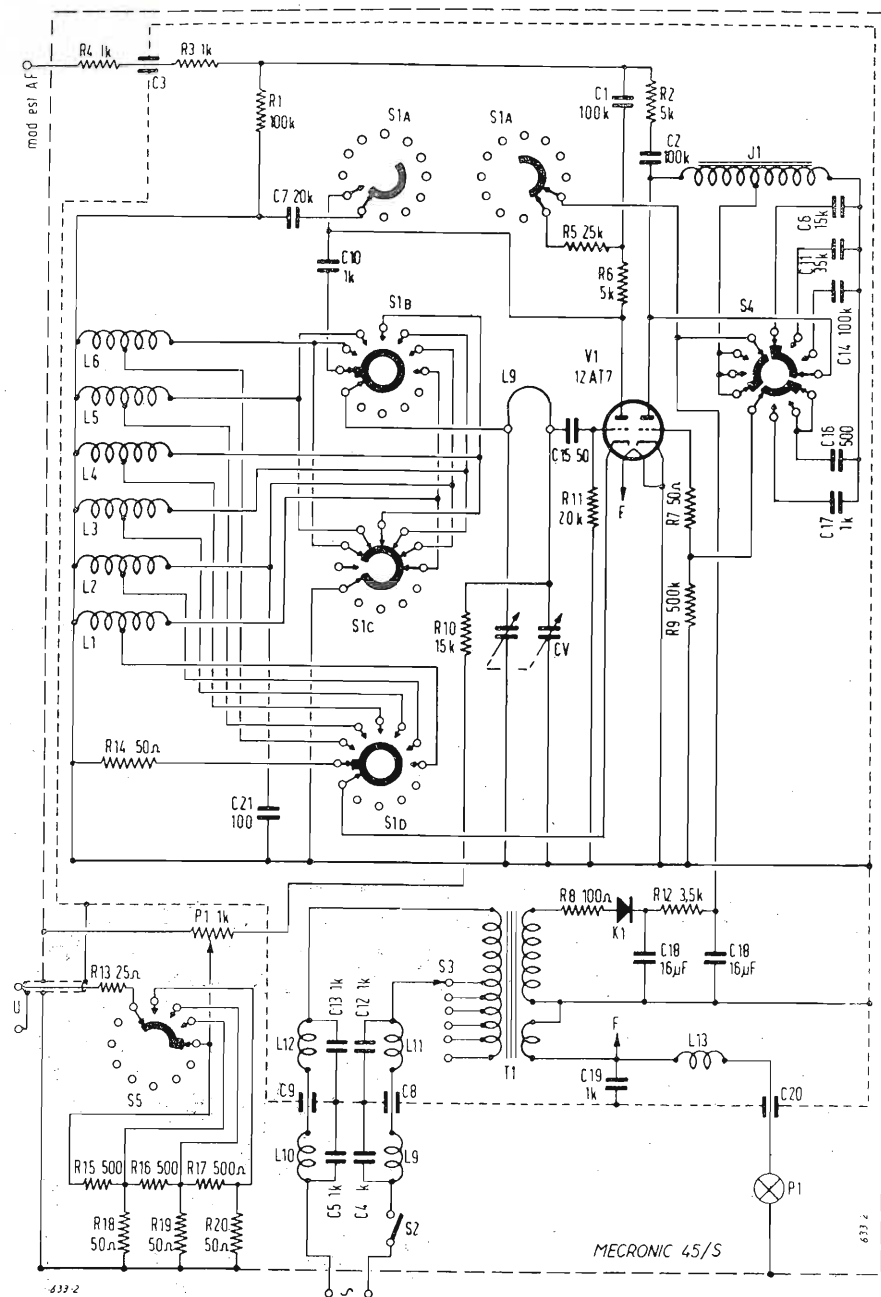 R4 1k
C3
R3 1k
mod est AF
R1
100k
C1
100k
R2
5k
S1A
S1A
C2
100k
J1
C7 20k
C6
15k
R5 25k
C11
35k
C10
1k
R6
5k
S1B
S4
C14 100k
L6
V1
12AT7
L9
L5
L4
C15 50
C16
500
L3
R11
20k
F
R7 50Ω
C17
1k
L2
S1C
L1
R10
15k
CV
R9 500k
R14 50Ω
C21
100
S1D
P1 1k
R8 100Ω
K1
R12 3,5k
C18
16µF
C18
16µF
U
R13 25Ω
S3
C13 1k
C12 1k
L12
L11
T1
F
L13
S5
C9
C8
C19
1k
C20
L10
L9
R15 500
R16 500
R17 500Ω
C5 1k
C4 k
P1
R18
50Ω
R19
50Ω
R20
50Ω
S2
MECRONIC 45/S
633-2
633-2
S